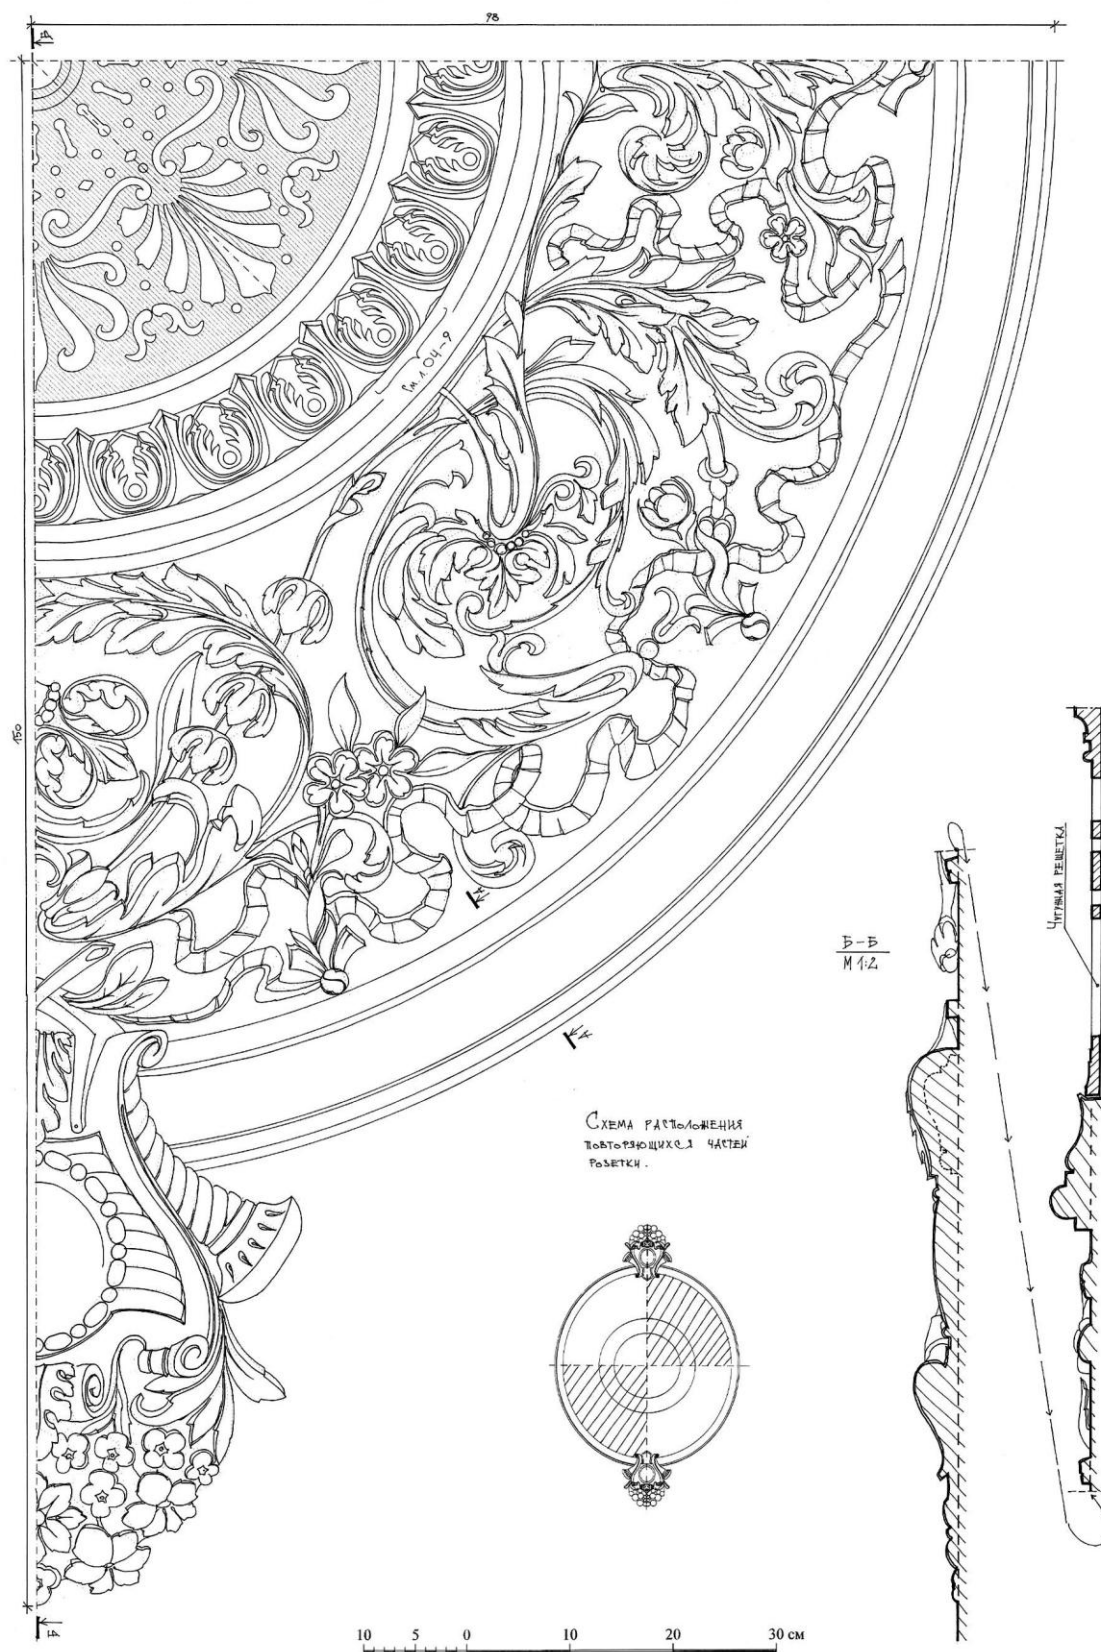 98
Б
150
См. л. 04-9
А
А
Б-Б
М 1:2
Чугунная решетка
Схема расположения
повторяющихся частей
розетки.
Б
10 5 0 10 20 30 см